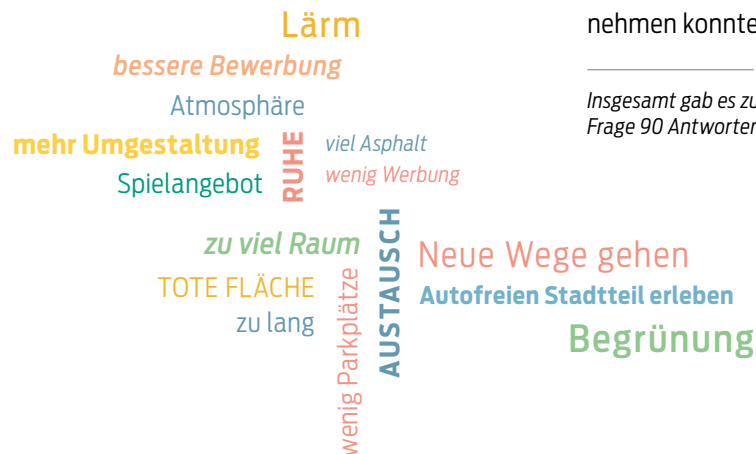 Lärm
bessere Bewerbung
Atmosphäre
mehr Umgestaltung
RUHE
viel Asphalt
wenig Werbung
Spielangebot
zu viel Raum
AUSTAUSCH
Neue Wege gehen
TOTE FLÄCHE
wenig Parkplätze
Autofreien Stadtteil erleben
zu lang
Begrünung
nehmen konnte
Insgesamt gab es zu
Frage 90 Antworten